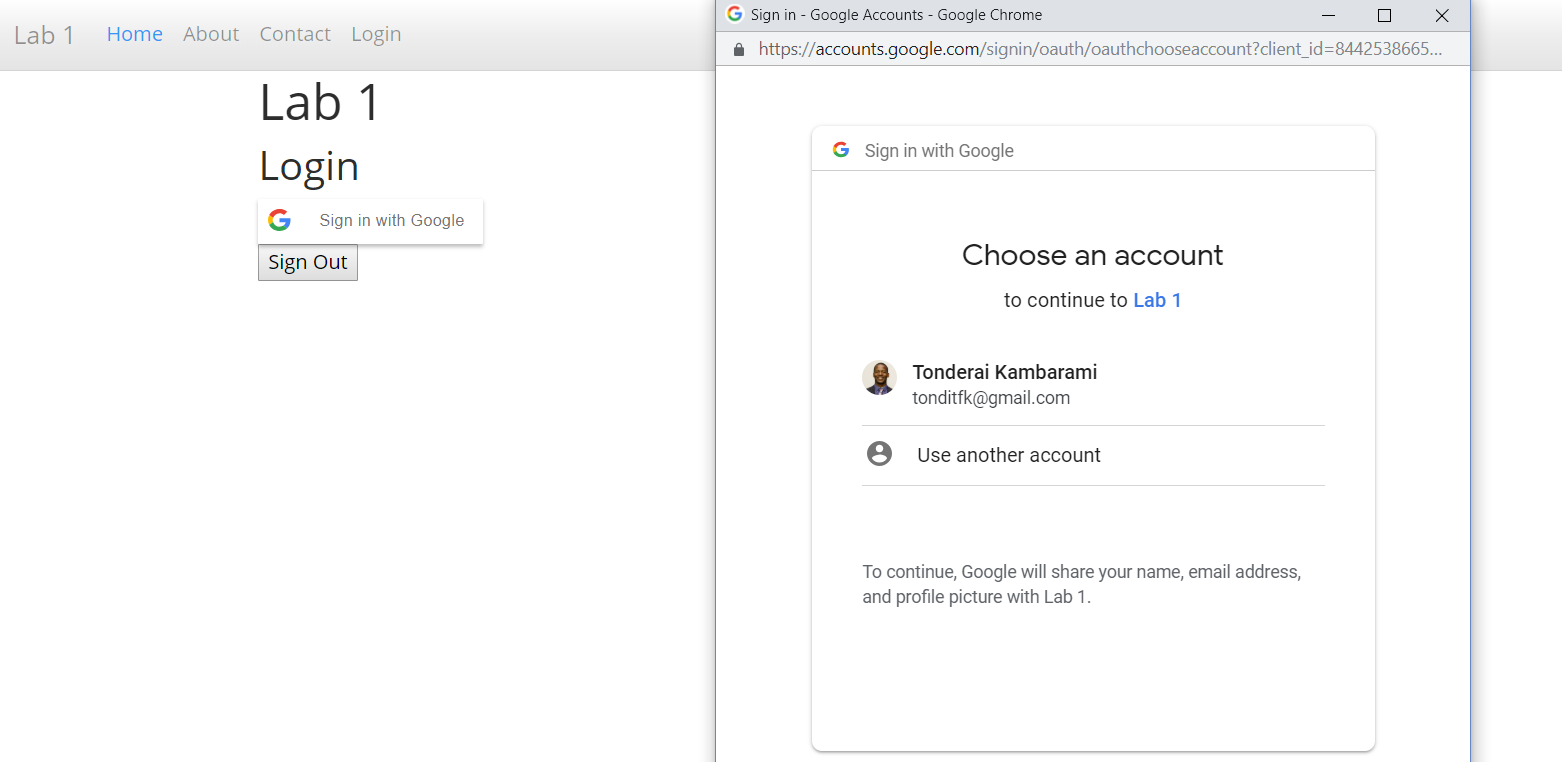 Lab 1 Home About Contact Login
Lab 1
Login
Sign in with Google
Sign Out
Sign in - Google Accounts - Google Chrome
https://accounts.google.com/signin/oauth/oauthchooseaccount?client_id=8442538665...
Sign in with Google
Choose an account
to continue to Lab 1
Tonderai Kambarami
tonditfk@gmail.com
Use another account
To continue, Google will share your name, email address,
and profile picture with Lab 1.